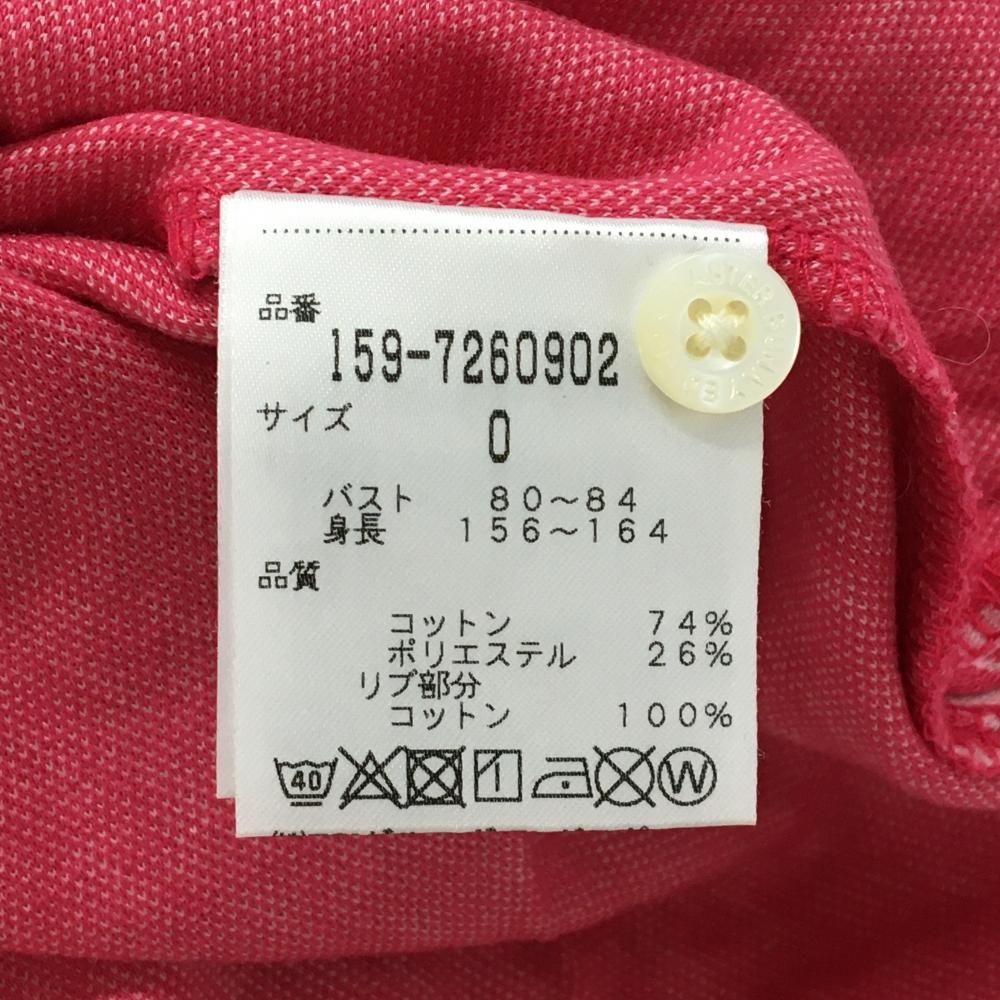 品番
159-7260902
サイズ
0
バスト 80〜84
身長 156〜164
品質
コットン 74%
ポリエステル 26%
リブ部分
コットン 100%
40 1 W